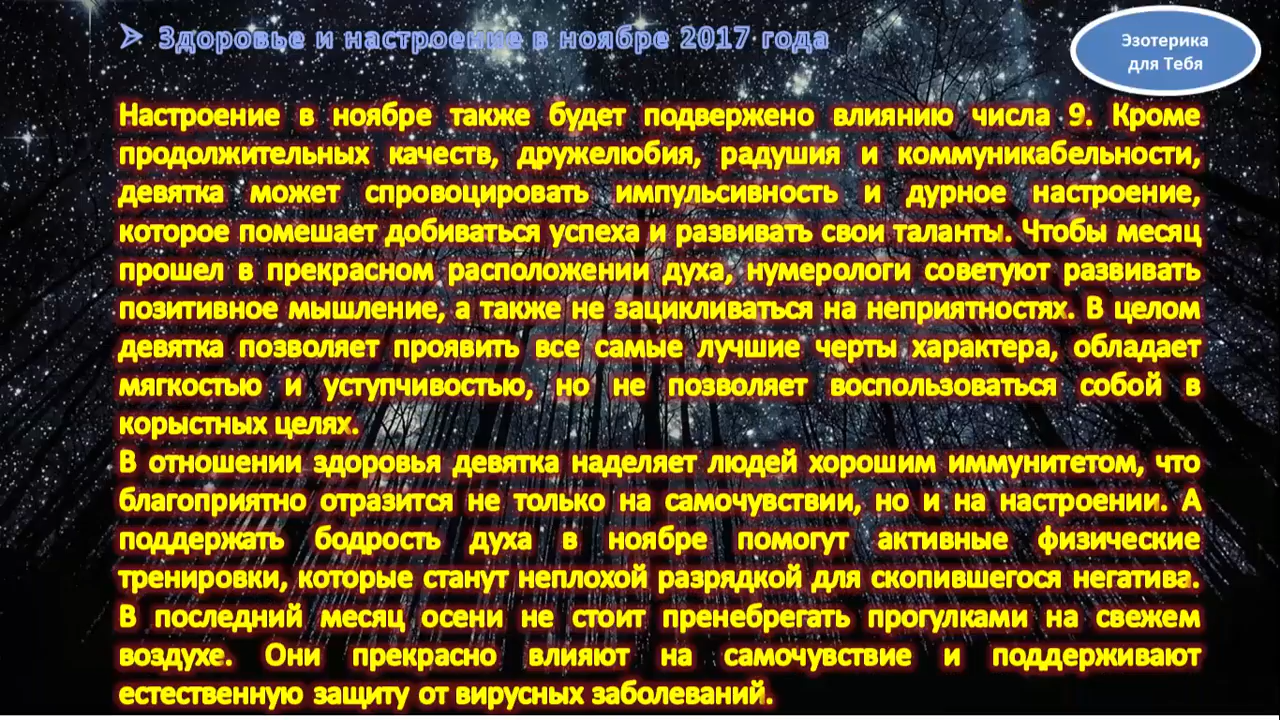 ➢ Здоровье и настроение в ноябре 2017 года
Эзотерика
для Тебя
Настроение в ноябре также будет подвержено влиянию числа 9. Кроме
продолжительных качеств, дружелюбия, радушия и коммуникабельности,
девятка может спровоцировать импульсивность и дурное настроение,
которое помешает добиваться успеха и развивать свои таланты. Чтобы месяц
прошел в прекрасном расположении духа, нумерологи советуют развивать
позитивное мышление, а также не зацикливаться на неприятностях. В целом
девятка позволяет проявить все самые лучшие черты характера, обладает
мягкостью и уступчивостью, но не позволяет воспользоваться собой в
корыстных целях.
В отношении здоровья девятка наделяет людей хорошим иммунитетом, что
благоприятно отразится не только на самочувствии, но и на настроении. А
поддержать бодрость духа в ноябре помогут активные физические
тренировки, которые станут неплохой разрядкой для скопившегося негатива.
В последний месяц осени не стоит пренебрегать прогулками на свежем
воздухе. Они прекрасно влияют на самочувствие и поддерживают
естественную защиту от вирусных заболеваний.